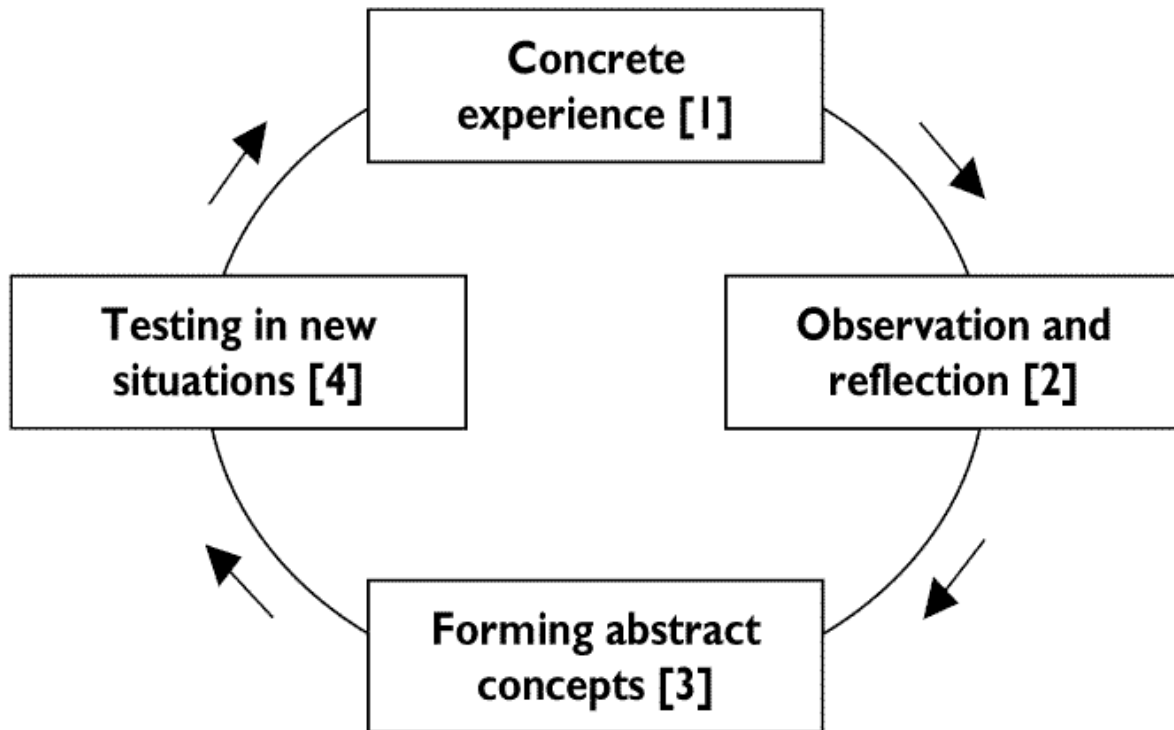 Concrete
experience [1]
Observation and
reflection [2]
Forming abstract
concepts [3]
Testing in new
situations [4]